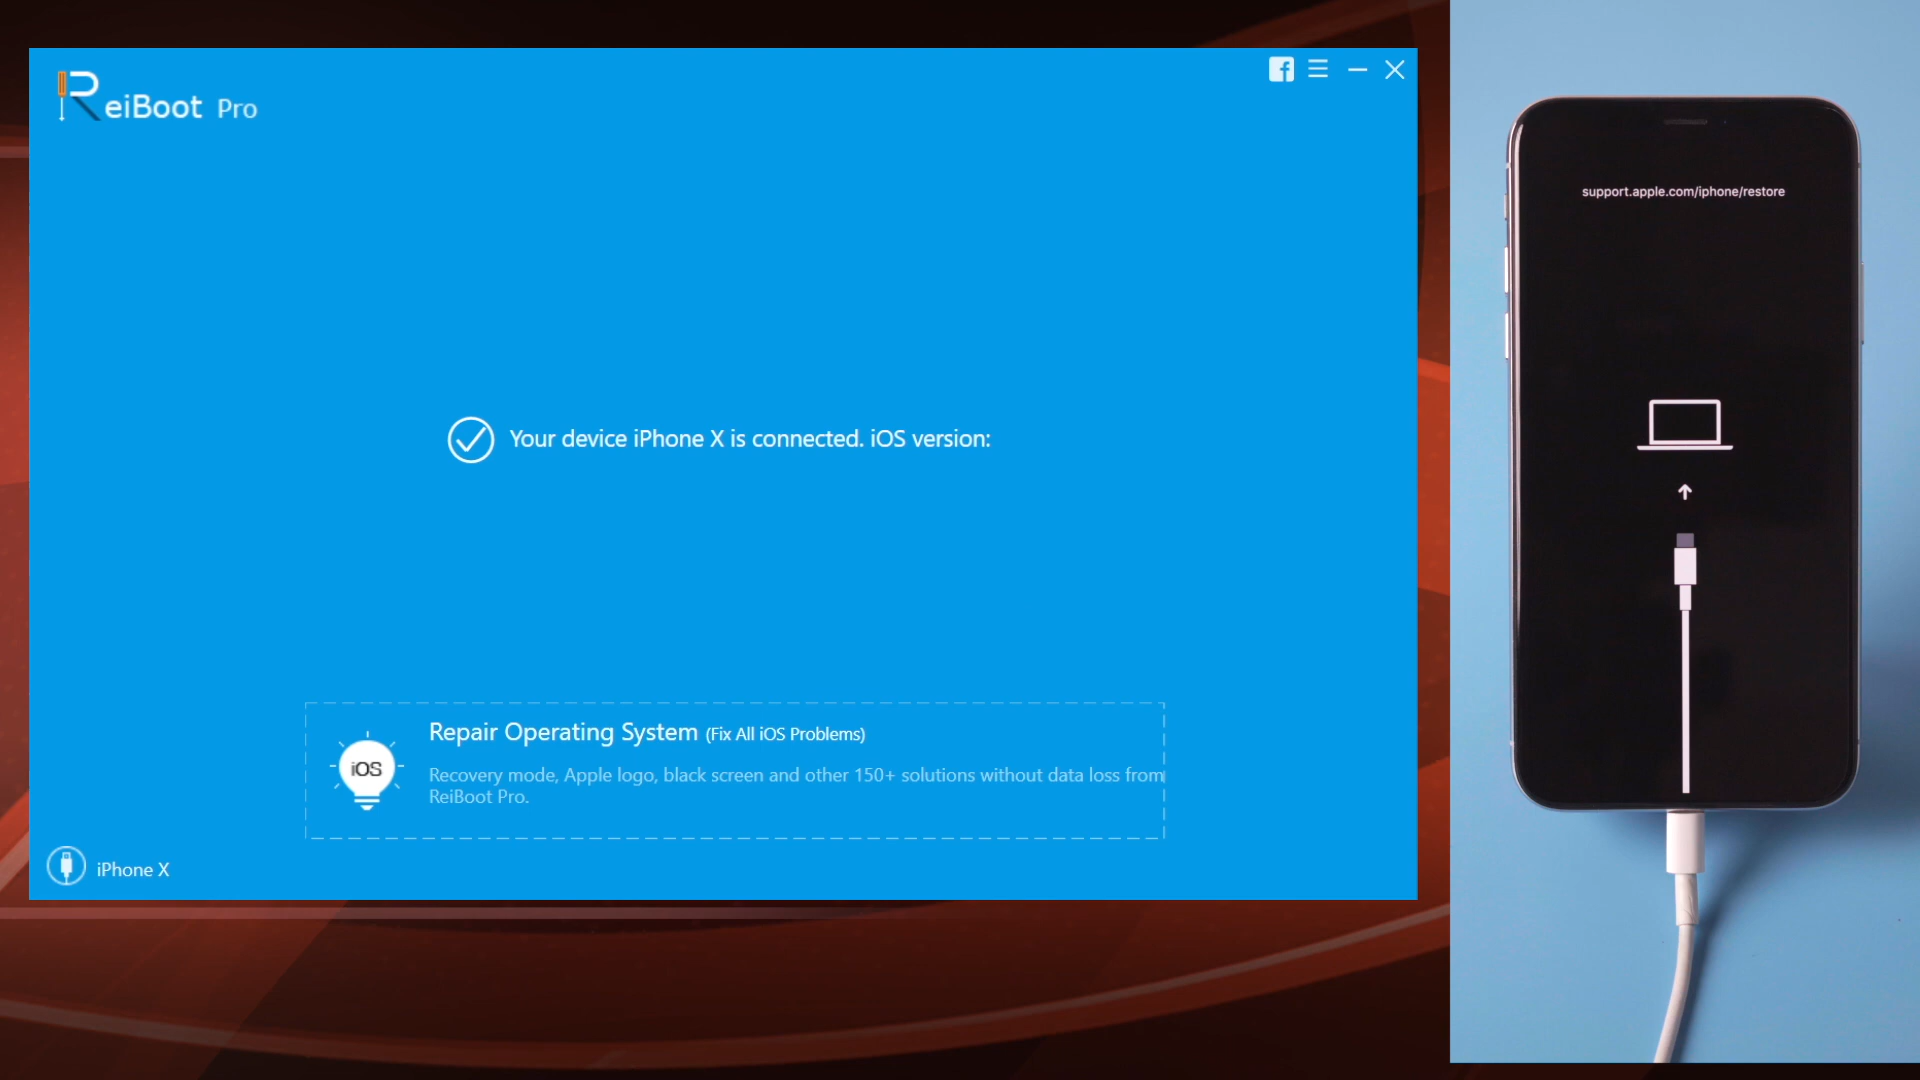 ReiBoot Pro
Your device iPhone X is connected. iOS version:
Repair Operating System (Fix All iOS Problems)
iOS
Recovery mode, Apple logo, black screen and other 150+ solutions without data loss from
ReiBoot Pro.
iPhone X
support.apple.com/iphone/restore